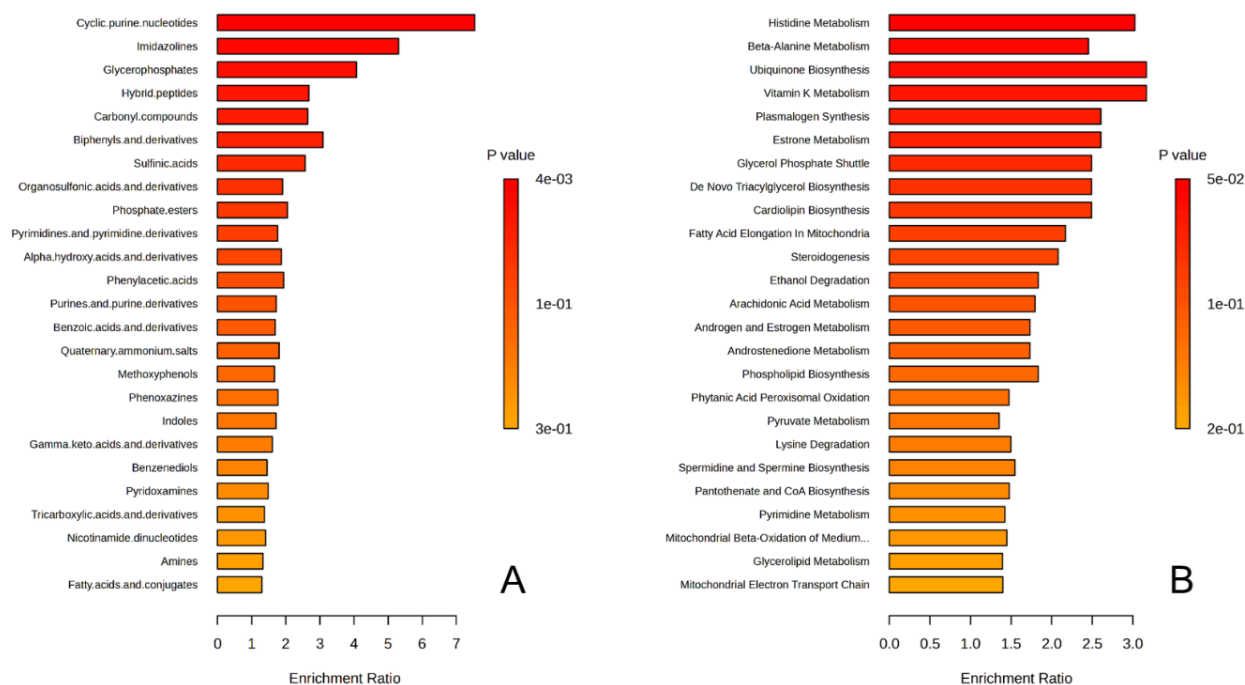 Cyclic.purine.nucleotides
Imidazolines
Glycerophosphates
Hybrid.peptides
Carbonyl.compounds
Biphenyls.and.derivatives
Sulfinic.acids
Organosulfonic.acids.and.derivatives
Phosphate.esters
Pyrimidines.and.pyrimidine.derivatives
Alpha.hydroxy.acids.and.derivatives
Phenylacetic.acids
Purines.and.purine.derivatives
Benzoic.acids.and.derivatives
Quaternary.ammonium.salts
Methoxyphenols
Phenoxazines
Indoles
Gamma.keto.acids.and.derivatives
Benzenediols
Pyridoxamines
Tricarboxylic.acids.and.derivatives
Nicotinamide.dinucleotides
Amines
Fatty.acids.and.conjugates
0 1 2 3 4 5 6 7
Enrichment Ratio
P value
4e-03
1e-01
3e-01
A
Histidine Metabolism
Beta-Alanine Metabolism
Ubiquinone Biosynthesis
Vitamin K Metabolism
Plasmalogen Synthesis
Estrone Metabolism
Glycerol Phosphate Shuttle
De Novo Triacylglycerol Biosynthesis
Cardiolipin Biosynthesis
Fatty Acid Elongation In Mitochondria
Steroidogenesis
Ethanol Degradation
Arachidonic Acid Metabolism
Androgen and Estrogen Metabolism
Androstenedione Metabolism
Phospholipid Biosynthesis
Phytanic Acid Peroxisomal Oxidation
Pyruvate Metabolism
Lysine Degradation
Spermidine and Spermine Biosynthesis
Pantothenate and CoA Biosynthesis
Pyrimidine Metabolism
Mitochondrial Beta-Oxidation of Medium...
Glycerolipid Metabolism
Mitochondrial Electron Transport Chain
0.0 0.5 1.0 1.5 2.0 2.5 3.0
Enrichment Ratio
P value
5e-02
1e-01
2e-01
B